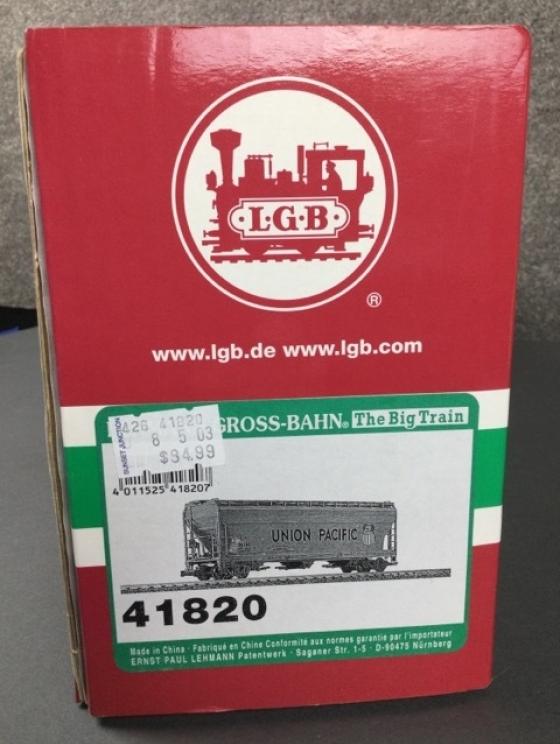 L·G·B
®
www.lgb.de www.lgb.com
GROSS-BAHN® The Big Train
426 41820
8 5 03
$84.99
SUNSET JUNCTION
4 011525 418207
UNION PACIFIC
41820
Made in China · Fabriqué en Chine Conformité aux normes garantie par l'importateur
ERNST PAUL LEHMANN Patentwerk · Saganer Str. 1-5 · D-90475 Nürnberg